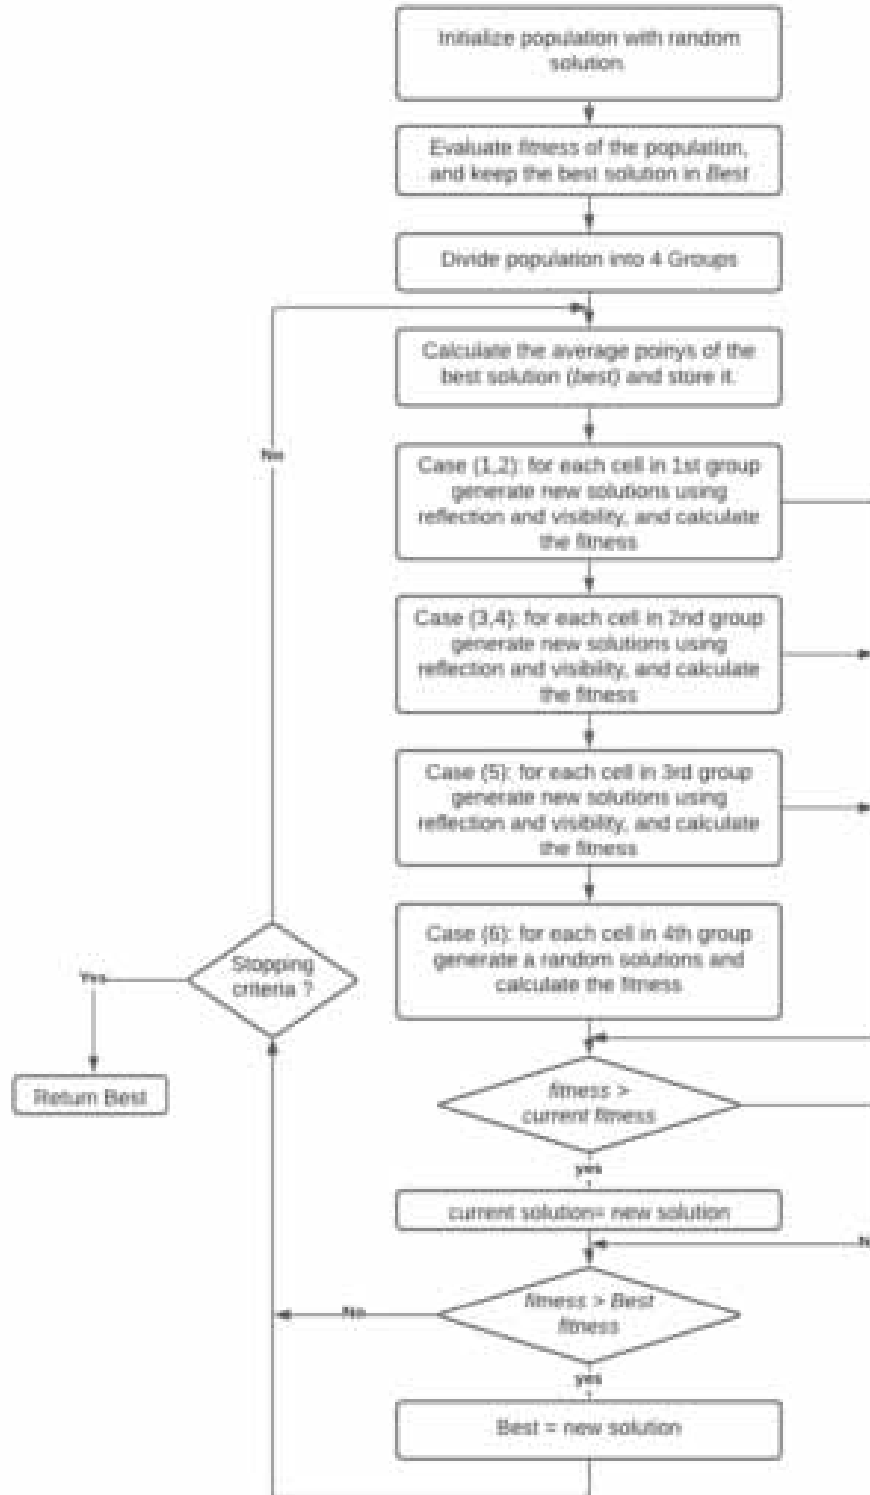 Initialize population with random
solution.
Evaluate fitness of the population,
and keep the best solution in Best
Divide population into 4 Groups
Calculate the average poinys of the
best solution (best) and store it.
No
Case (1,2): for each cell in 1st group
generate new solutions using
reflection and visibility, and calculate
the fitness
Case (3,4): for each cell in 2nd group
generate new solutions using
reflection and visibility, and calculate
the fitness
Case (5): for each cell in 3rd group
generate new solutions using
reflection and visibility, and calculate
the fitness
Case (6): for each cell in 4th group
generate a random solutions and
calculate the fitness
Stopping
criteria ?
Yes
Return Best
fitness >
current fitness
yes
current solution= new solution
fitness > Best
fitness
No
yes
Best = new solution